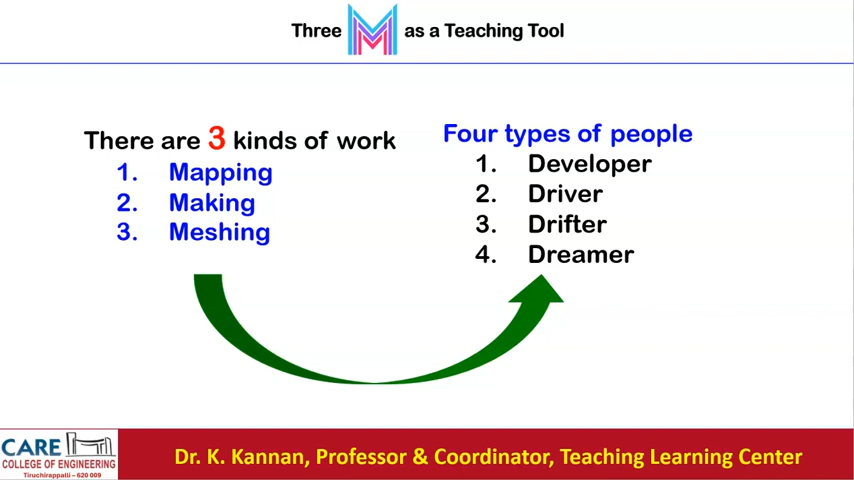 Three M as a Teaching Tool
There are 3 kinds of work
1. Mapping
2. Making
3. Meshing
Four types of people
1. Developer
2. Driver
3. Drifter
4. Dreamer
CARE
COLLEGE OF ENGINEERING
Tiruchirappalli – 620 009
Dr. K. Kannan, Professor & Coordinator, Teaching Learning Center